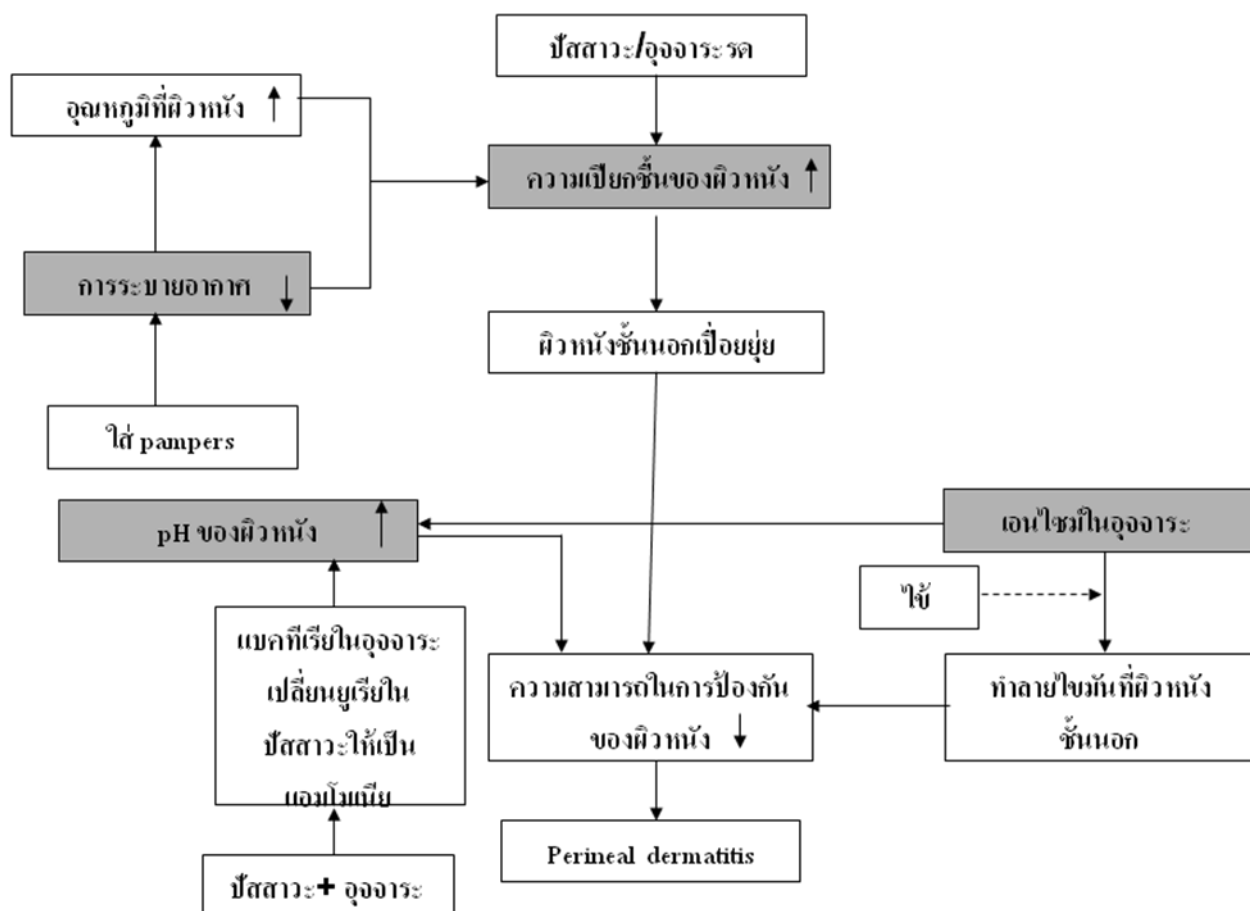 ปัสสาวะ/อุจจาระ รด
อุณหภูมิที่ผิวหนัง ↑
ความเปียกชื้นของผิวหนัง ↑
การระบายอากาศ ↓
ผิวหนังชั้นนอกเปื่อยยุ่ย
ใส่ pampers
pH ของผิวหนัง ↑
เอนไซม์ในอุจจาระ
ใข้
แบคทีเรียในอุจจาระ
เปลี่ยนยูเรียใน
ปัสสาวะให้เป็น
แอมโมเนีย
ความสามารถในการป้องกัน
ของผิวหนัง ↓
ทำลายไขมันที่ผิวหนัง
ชั้นนอก
Perineal dermatitis
ปัสสาวะ+ อุจจาระ